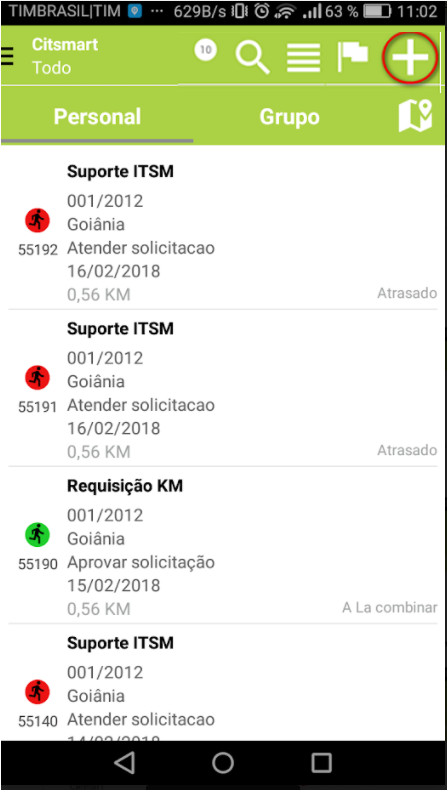 TIMBRASIL|TIM ··· 629B/s 63 % 11:02
Citsmart
Todo
10
Personal
Grupo
Suporte ITSM
001/2012
Goiânia
55192 Atender solicitacao
16/02/2018
0,56 KM
Atrasado
Suporte ITSM
001/2012
Goiânia
55191 Atender solicitacao
16/02/2018
0,56 KM
Atrasado
Requisição KM
001/2012
Goiânia
55190 Aprovar solicitação
15/02/2018
0,56 KM
A La combinar
Suporte ITSM
001/2012
Goiânia
55140 Atender solicitacao
14/02/2018